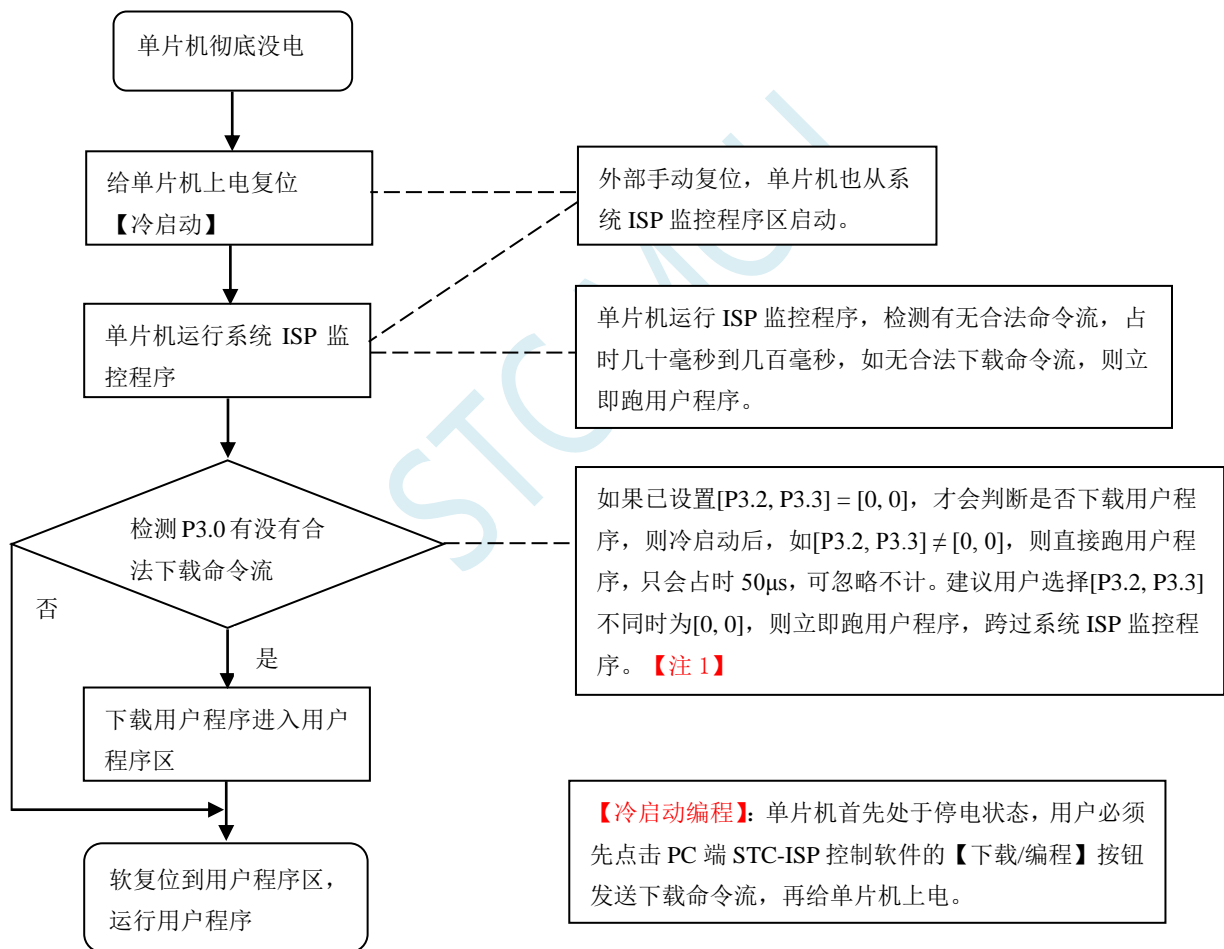 单片机彻底没电
给单片机上电复位
【冷启动】
外部手动复位，单片机也从系
统 ISP 监控程序区启动。
单片机运行系统 ISP 监
控程序
单片机运行 ISP 监控程序，检测有无合法命令流，占
时几十毫秒到几百毫秒，如无合法下载命令流，则立
即跑用户程序。
检测 P3.0 有没有合
法下载命令流
如果已设置[P3.2, P3.3] = [0, 0]，才会判断是否下载用户程
序，则冷启动后，如[P3.2, P3.3] ≠ [0, 0]，则直接跑用户程
序，只会占时 50μs，可忽略不计。建议用户选择[P3.2, P3.3]
不同时为[0, 0]，则立即跑用户程序，跨过系统 ISP 监控程
序。【注 1】
否
是
下载用户程序进入用户
程序区
【冷启动编程】：单片机首先处于停电状态，用户必须
先点击 PC 端 STC-ISP 控制软件的【下载/编程】按钮
发送下载命令流，再给单片机上电。
软复位到用户程序区，
运行用户程序
STCMCU